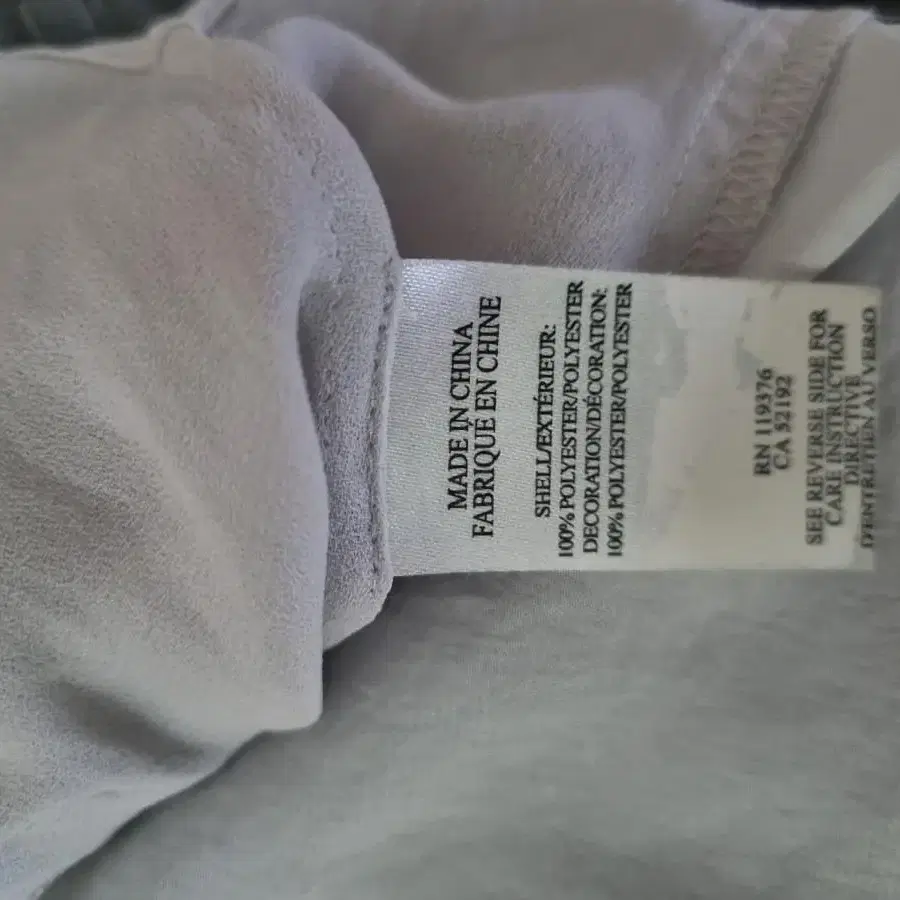 MADE IN CHINA
FABRIQUÉ EN CHINE
SHELL/EXTÉRIEUR:
100% POLYESTER/POLYESTER
DECORATION/DÉCORATION:
100% POLYESTER/POLYESTER
RN 119376
CA 52192
SEE REVERSE SIDE FOR
CARE INSTRUCTION
DIRECTIVE
D'ENTRETIEN AU VERSO